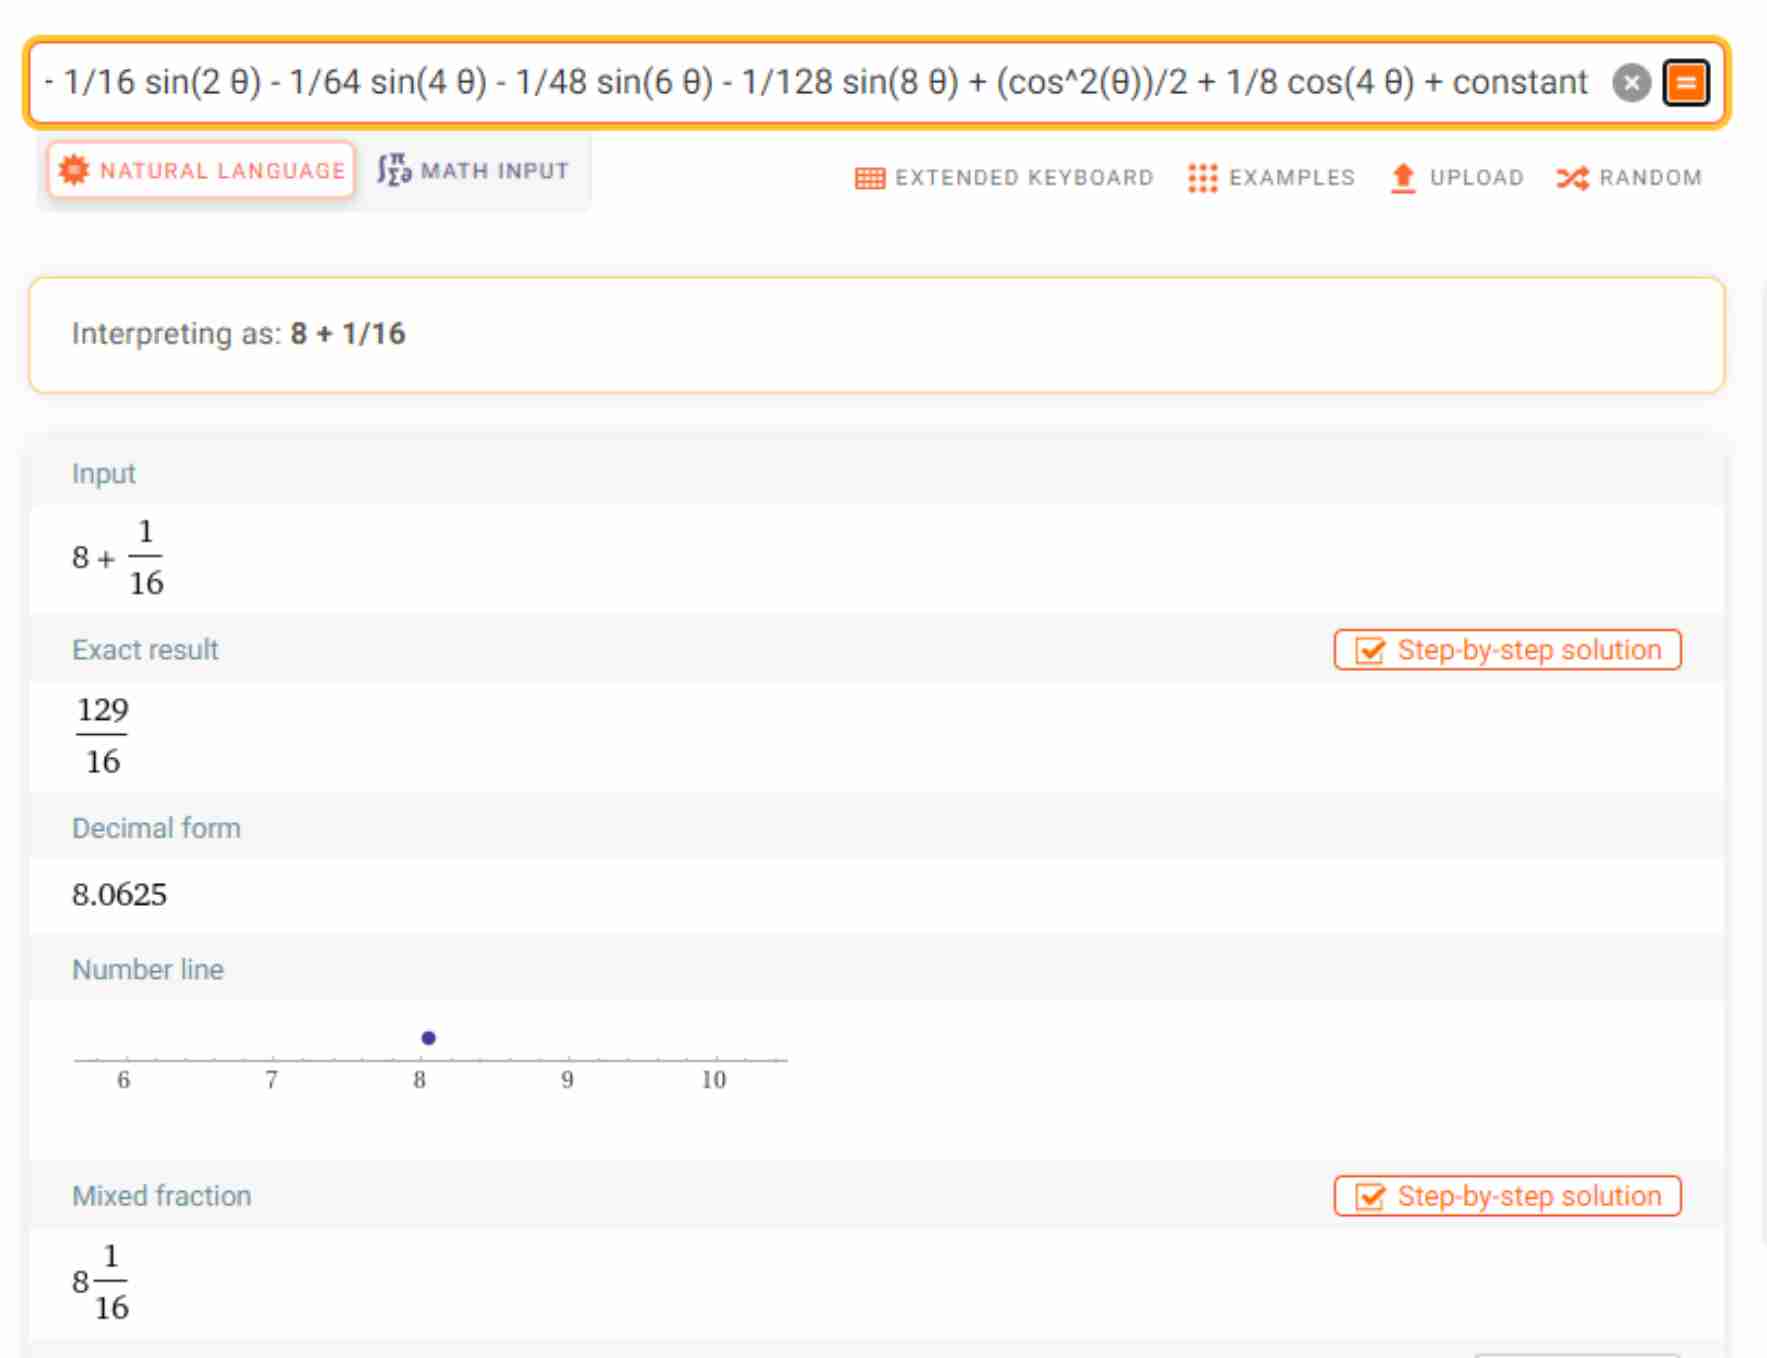 - 1/16 sin(2 θ) - 1/64 sin(4 θ) - 1/48 sin(6 θ) - 1/128 sin(8 θ) + (cos^2(θ))/2 + 1/8 cos(4 θ) + constant
NATURAL LANGUAGE
∫π Σ∂ MATH INPUT
EXTENDED KEYBOARD
EXAMPLES
UPLOAD
RANDOM
Interpreting as: 8 + 1/16
Input
8 + 1/16
Exact result
Step-by-step solution
129/16
Decimal form
8.0625
Number line
6 7 8 9 10
Mixed fraction
Step-by-step solution
8 1/16